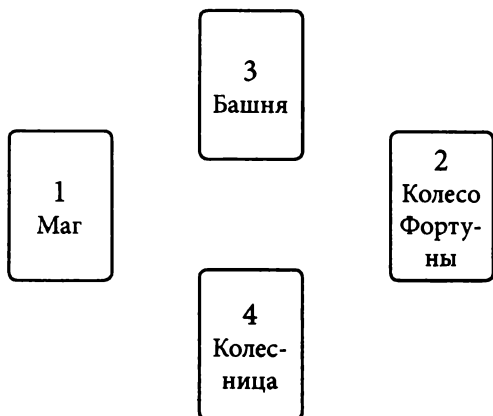 3
Башня
1
Маг
2
Колесо
Форту-
ны
4
Колес-
ница